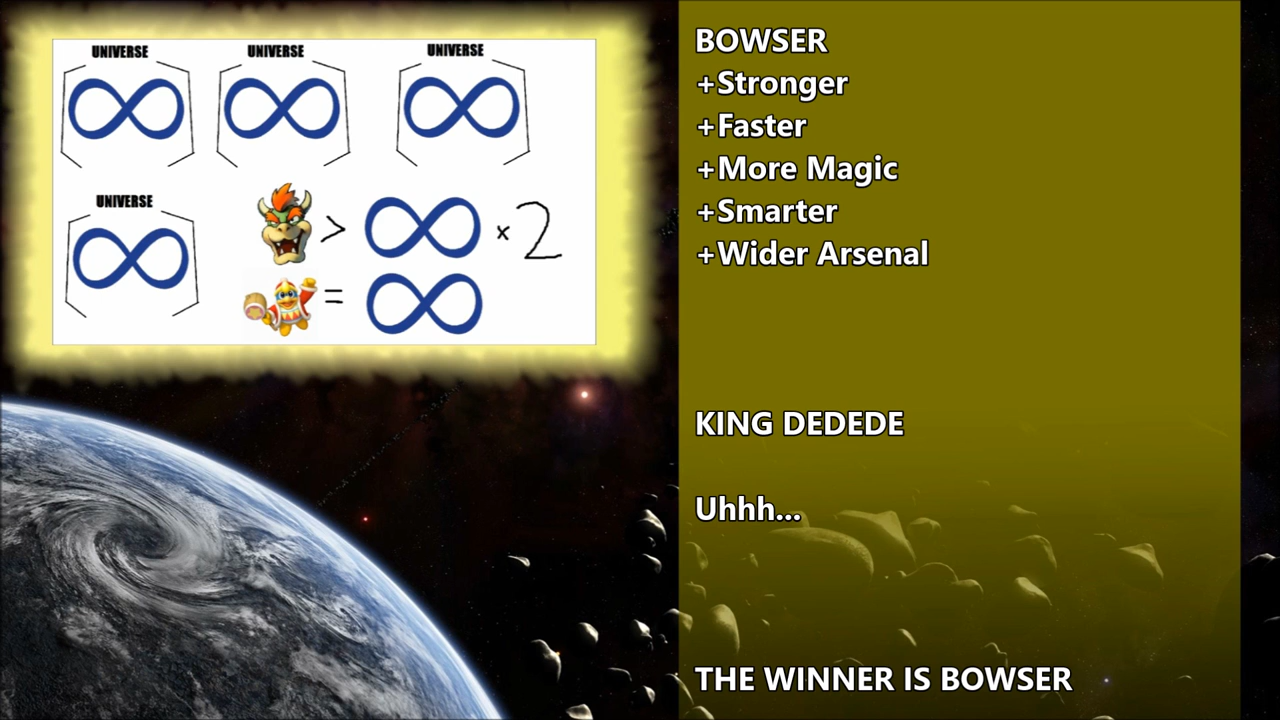 UNIVERSE UNIVERSE UNIVERSE
∞ ∞ ∞
UNIVERSE
∞ > ∞ × 2
= ∞
BOWSER
+Stronger
+Faster
+More Magic
+Smarter
+Wider Arsenal
KING DEDEDE
Uhhh...
THE WINNER IS BOWSER